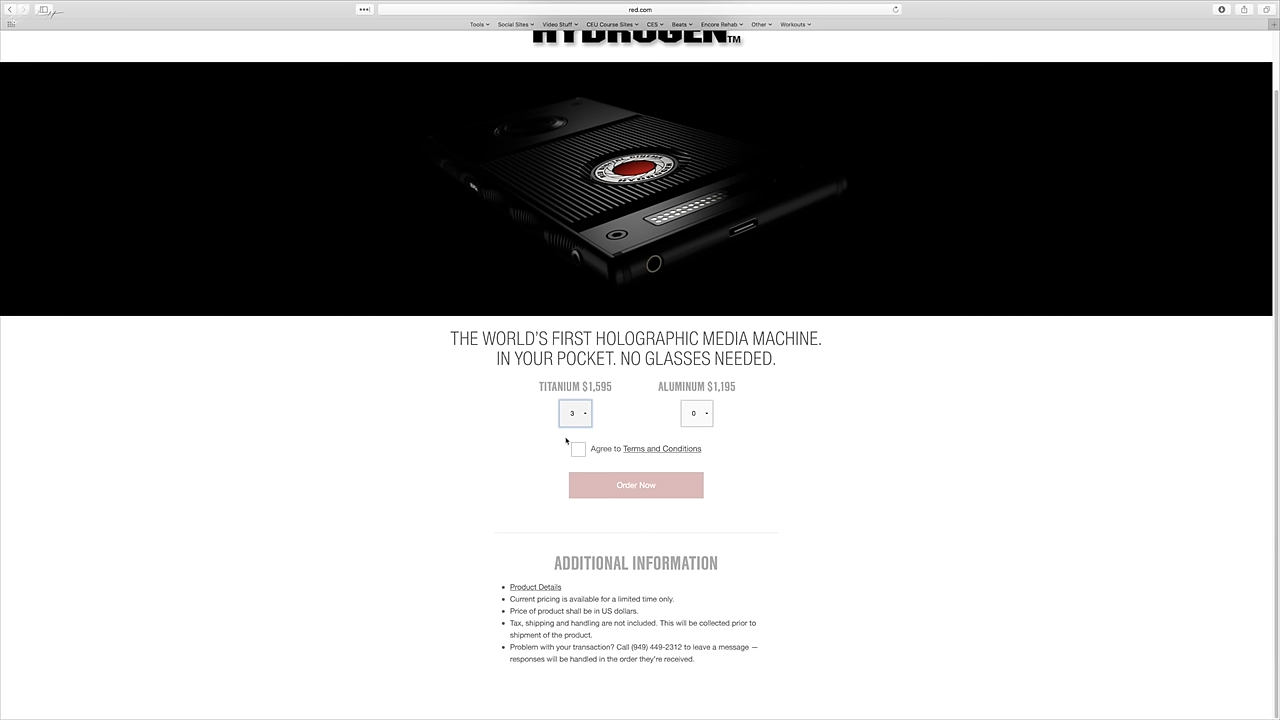 red.com
Tools Social Sites Video Stuff CEU Course Sites CES Beats Encore Rehab Other Workouts
HYDROGEN TM
THE WORLD'S FIRST HOLOGRAPHIC MEDIA MACHINE.
IN YOUR POCKET. NO GLASSES NEEDED.
TITANIUM $1,595 ALUMINUM $1,195
3 0
Agree to Terms and Conditions
Order Now
ADDITIONAL INFORMATION
• Product Details
• Current pricing is available for a limited time only.
• Price of product shall be in US dollars.
• Tax, shipping and handling are not included. This will be collected prior to
shipment of the product.
• Problem with your transaction? Call (949) 449-2312 to leave a message —
responses will be handled in the order they're received.